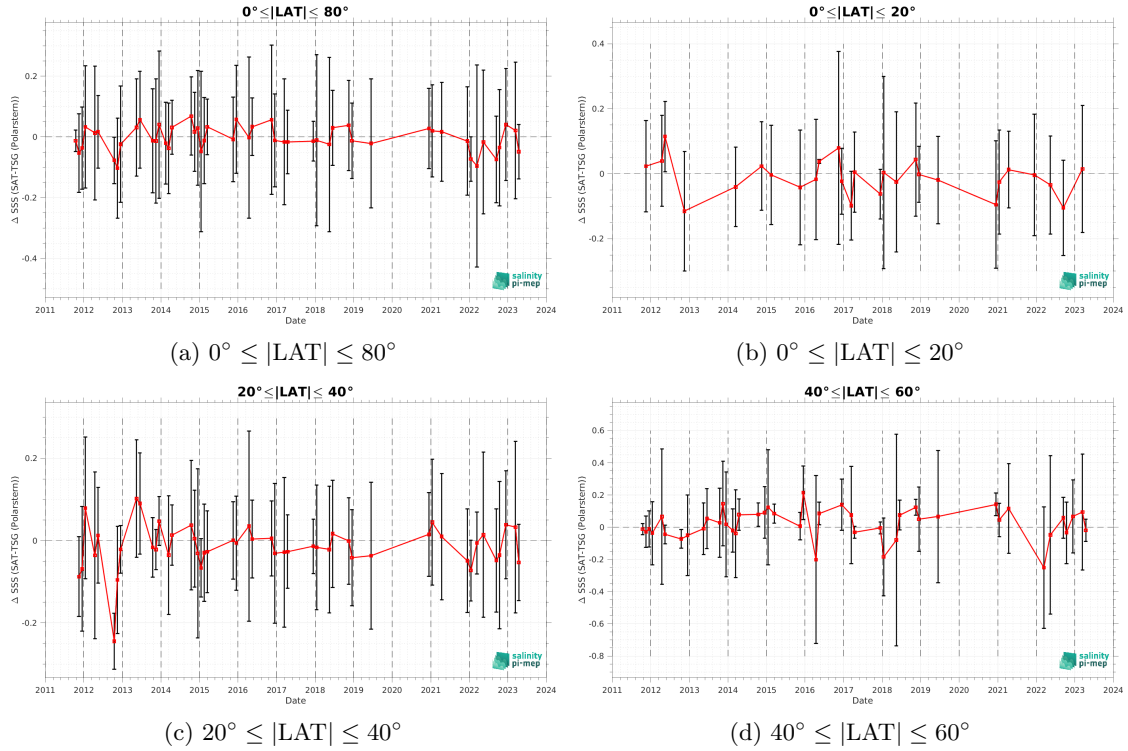 0°≤|LAT|≤ 80°
Δ SSS (SAT-TSG (Polarstern))
0.2
0
-0.2
-0.4
2011 2012 2013 2014 2015 2016 2017 2018 2019 2020 2021 2022 2023 2024
Date
salinity
pi-mep
(a) 0° ≤ |LAT| ≤ 80°
0°≤|LAT|≤ 20°
Δ SSS (SAT-TSG (Polarstern))
0.4
0.2
0
-0.2
2011 2012 2013 2014 2015 2016 2017 2018 2019 2020 2021 2022 2023 2024
Date
salinity
pi-mep
(b) 0° ≤ |LAT| ≤ 20°
20°≤|LAT|≤ 40°
Δ SSS (SAT-TSG (Polarstern))
0.2
0
-0.2
2011 2012 2013 2014 2015 2016 2017 2018 2019 2020 2021 2022 2023 2024
Date
salinity
pi-mep
(c) 20° ≤ |LAT| ≤ 40°
40°≤|LAT|≤ 60°
Δ SSS (SAT-TSG (Polarstern))
0.8
0.6
0.4
0.2
0
-0.2
-0.4
-0.6
-0.8
2011 2012 2013 2014 2015 2016 2017 2018 2019 2020 2021 2022 2023 2024
Date
salinity
pi-mep
(d) 40° ≤ |LAT| ≤ 60°